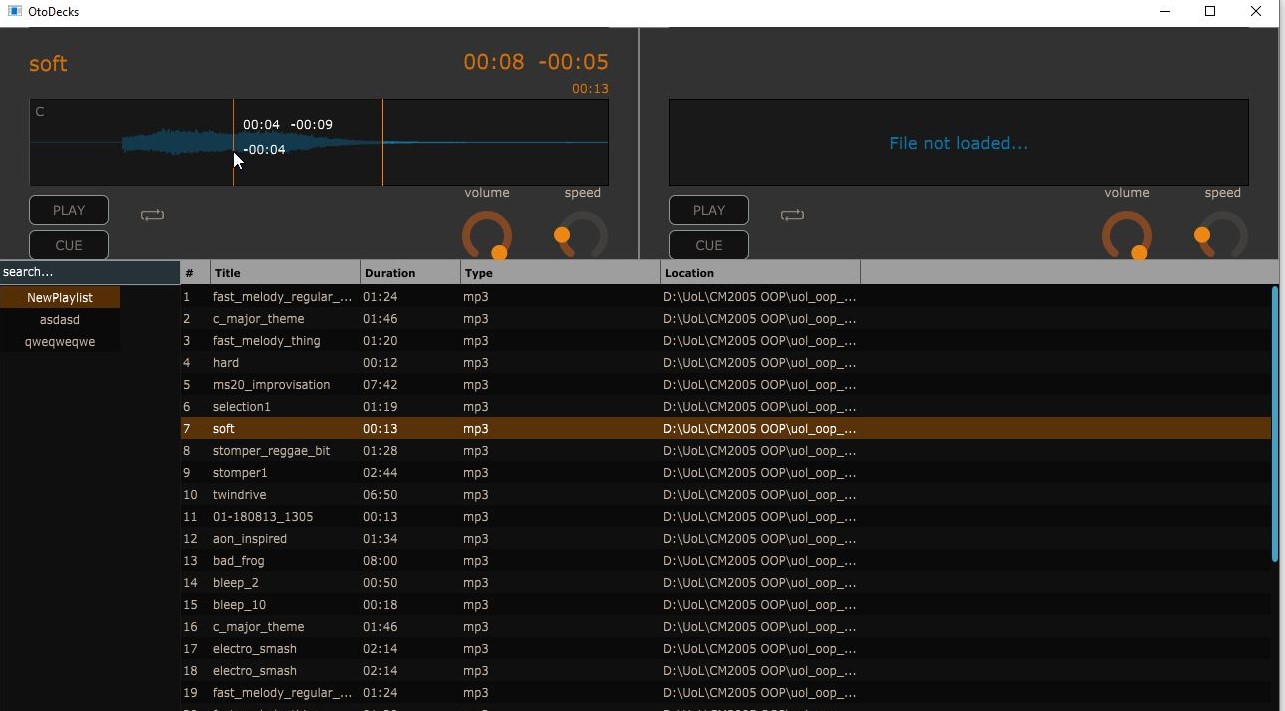 OtoDecks
soft 00:08 -00:05
00:13
C
00:04 -00:09
-00:04
File not loaded...
volume speed volume speed
PLAY PLAY
CUE CUE
search... # Title Duration Type Location
NewPlaylist
asdasd
qweqweqwe
1 fast_melody_regular_... 01:24 mp3 D:\UoL\CM2005 OOP\uol_oop_...
2 c_major_theme 01:46 mp3 D:\UoL\CM2005 OOP\uol_oop_...
3 fast_melody_thing 01:20 mp3 D:\UoL\CM2005 OOP\uol_oop_...
4 hard 00:12 mp3 D:\UoL\CM2005 OOP\uol_oop_...
5 ms20_improvisation 07:42 mp3 D:\UoL\CM2005 OOP\uol_oop_...
6 selection1 01:19 mp3 D:\UoL\CM2005 OOP\uol_oop_...
7 soft 00:13 mp3 D:\UoL\CM2005 OOP\uol_oop_...
8 stomper_reggae_bit 01:28 mp3 D:\UoL\CM2005 OOP\uol_oop_...
9 stomper1 02:44 mp3 D:\UoL\CM2005 OOP\uol_oop_...
10 twindrive 06:50 mp3 D:\UoL\CM2005 OOP\uol_oop_...
11 01-180813_1305 00:13 mp3 D:\UoL\CM2005 OOP\uol_oop_...
12 aon_inspired 01:34 mp3 D:\UoL\CM2005 OOP\uol_oop_...
13 bad_frog 08:00 mp3 D:\UoL\CM2005 OOP\uol_oop_...
14 bleep_2 00:50 mp3 D:\UoL\CM2005 OOP\uol_oop_...
15 bleep_10 00:18 mp3 D:\UoL\CM2005 OOP\uol_oop_...
16 c_major_theme 01:46 mp3 D:\UoL\CM2005 OOP\uol_oop_...
17 electro_smash 02:14 mp3 D:\UoL\CM2005 OOP\uol_oop_...
18 electro_smash 02:14 mp3 D:\UoL\CM2005 OOP\uol_oop_...
19 fast_melody_regular_... 01:24 mp3 D:\UoL\CM2005 OOP\uol_oop_...